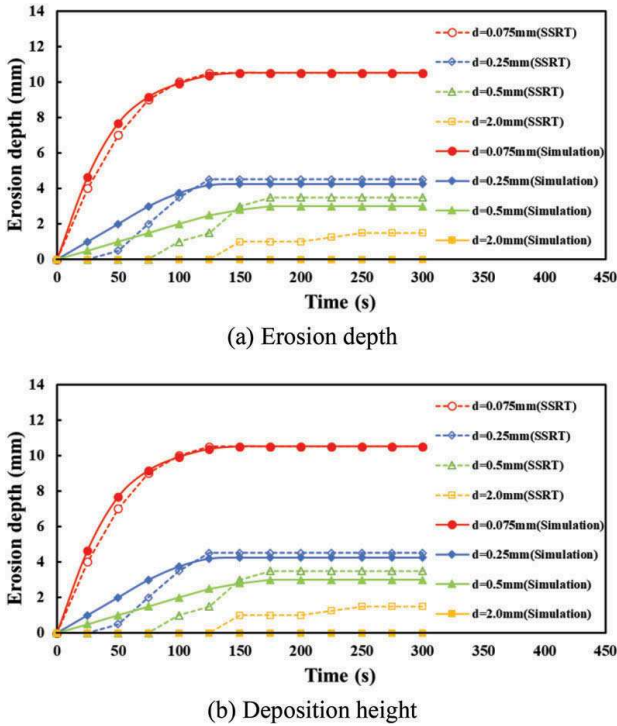 14
12
10
8
6
4
2
0
Erosion depth (mm)
d=0.075mm(SSRT)
d=0.25mm(SSRT)
d=0.5mm(SSRT)
d=2.0mm(SSRT)
d=0.075mm(Simulation)
d=0.25mm(Simulation)
d=0.5mm(Simulation)
d=2.0mm(Simulation)
0 50 100 150 200 250 300 350 400 450
Time (s)
(a) Erosion depth
14
12
10
8
6
4
2
0
Erosion depth (mm)
d=0.075mm(SSRT)
d=0.25mm(SSRT)
d=0.5mm(SSRT)
d=2.0mm(SSRT)
d=0.075mm(Simulation)
d=0.25mm(Simulation)
d=0.5mm(Simulation)
d=2.0mm(Simulation)
0 50 100 150 200 250 300 350 400 450
Time (s)
(b) Deposition height